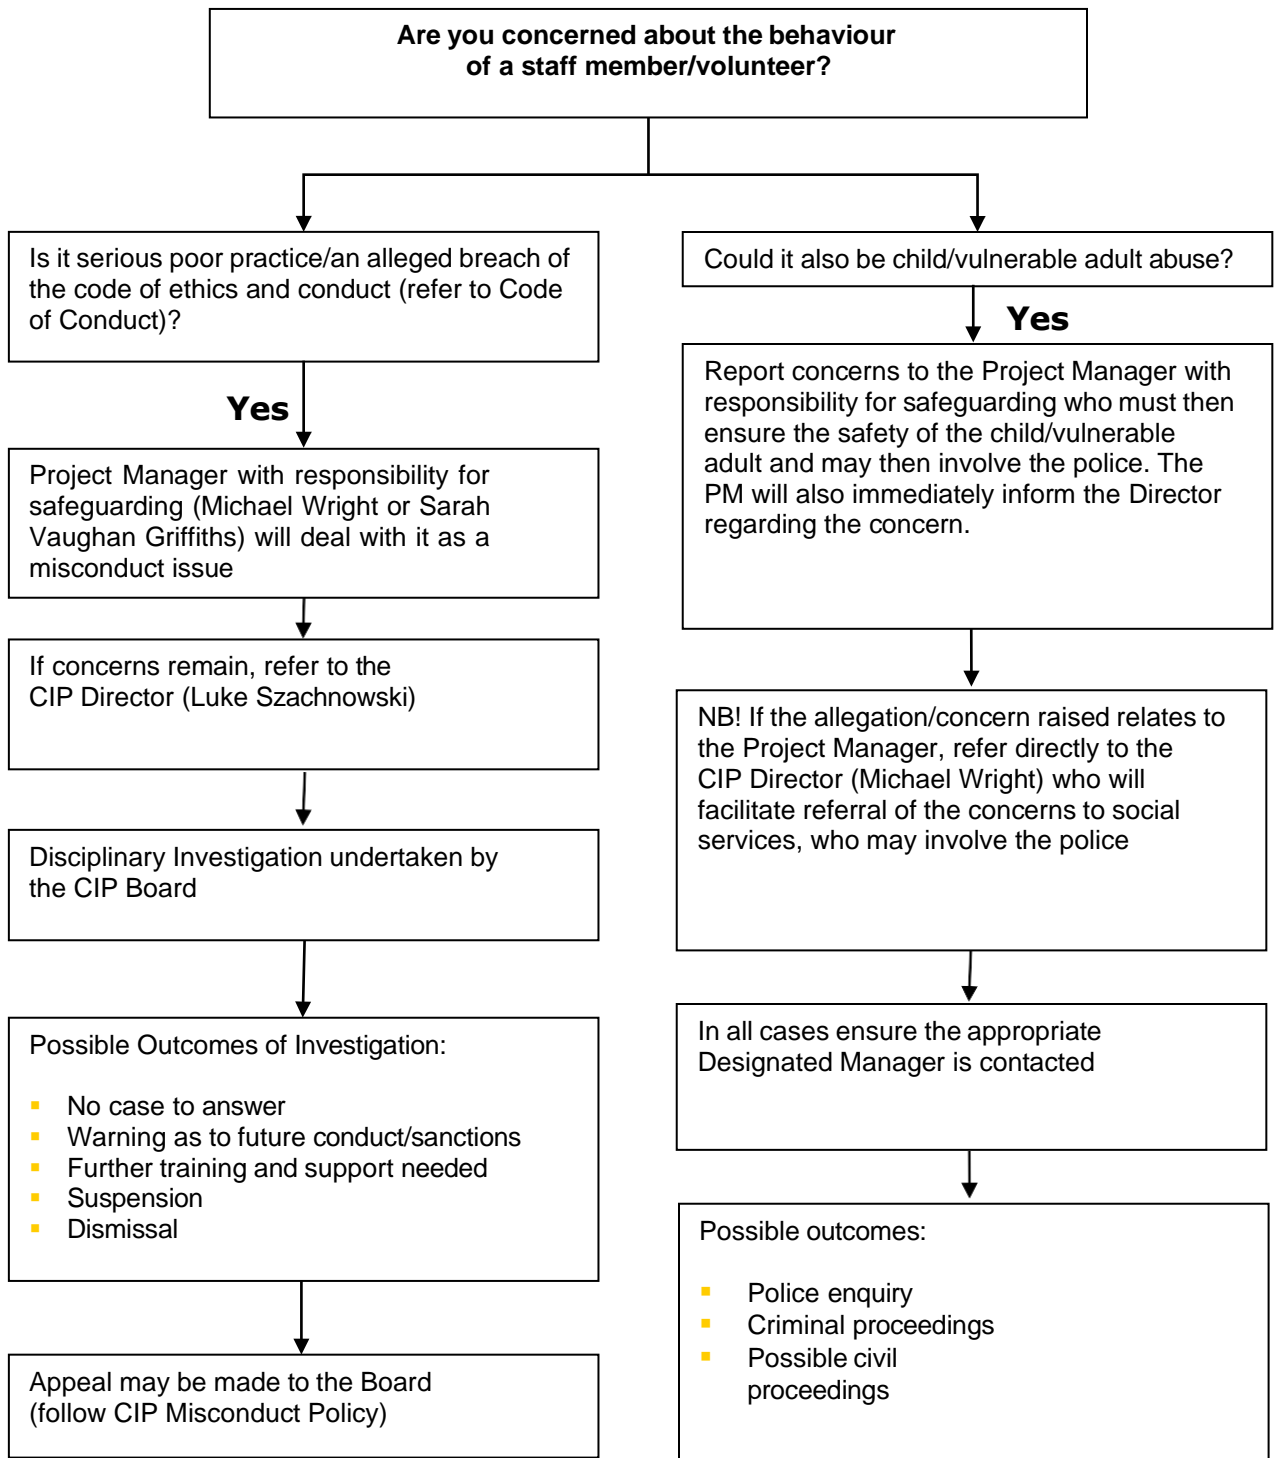 Are you concerned about the behaviour
of a staff member/volunteer?
Is it serious poor practice/an alleged breach of
the code of ethics and conduct (refer to Code
of Conduct)?
Yes
Project Manager with responsibility for
safeguarding (Michael Wright or Sarah
Vaughan Griffiths) will deal with it as a
misconduct issue
If concerns remain, refer to the
CIP Director (Luke Szachnowski)
Disciplinary Investigation undertaken by
the CIP Board
Possible Outcomes of Investigation:
▪ No case to answer
▪ Warning as to future conduct/sanctions
▪ Further training and support needed
▪ Suspension
▪ Dismissal
Appeal may be made to the Board
(follow CIP Misconduct Policy)
Could it also be child/vulnerable adult abuse?
Yes
Report concerns to the Project Manager with
responsibility for safeguarding who must then
ensure the safety of the child/vulnerable
adult and may then involve the police. The
PM will also immediately inform the Director
regarding the concern.
NB! If the allegation/concern raised relates to
the Project Manager, refer directly to the
CIP Director (Michael Wright) who will
facilitate referral of the concerns to social
services, who may involve the police
In all cases ensure the appropriate
Designated Manager is contacted
Possible outcomes:
▪ Police enquiry
▪ Criminal proceedings
▪ Possible civil
proceedings